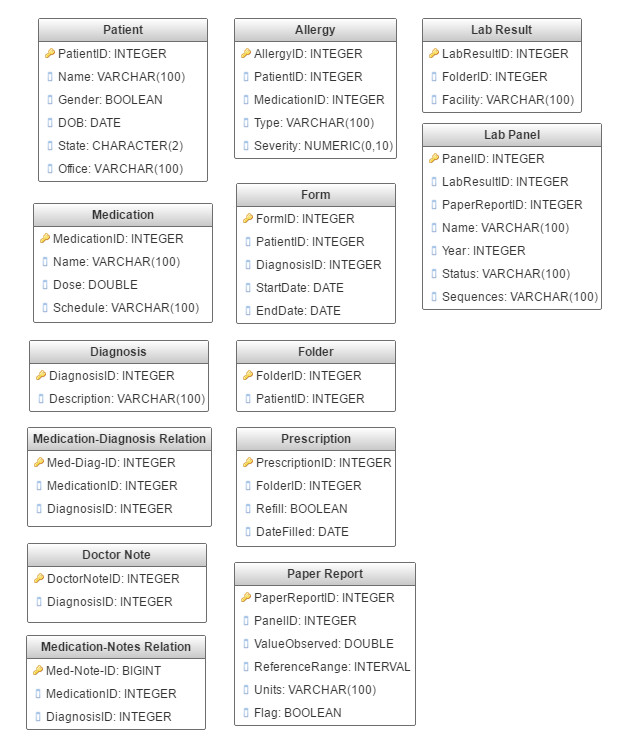 Patient
PatientID: INTEGER
Name: VARCHAR(100)
Gender: BOOLEAN
DOB: DATE
State: CHARACTER(2)
Office: VARCHAR(100)
Medication
MedicationID: INTEGER
Name: VARCHAR(100)
Dose: DOUBLE
Schedule: VARCHAR(100)
Diagnosis
DiagnosisID: INTEGER
Description: VARCHAR(100)
Medication-Diagnosis Relation
Med-Diag-ID: INTEGER
MedicationID: INTEGER
DiagnosisID: INTEGER
Doctor Note
DoctorNoteID: INTEGER
DiagnosisID: INTEGER
Medication-Notes Relation
Med-Note-ID: BIGINT
MedicationID: INTEGER
DiagnosisID: INTEGER
Allergy
AllergyID: INTEGER
PatientID: INTEGER
MedicationID: INTEGER
Type: VARCHAR(100)
Severity: NUMERIC(0,10)
Form
FormID: INTEGER
PatientID: INTEGER
DiagnosisID: INTEGER
StartDate: DATE
EndDate: DATE
Folder
FolderID: INTEGER
PatientID: INTEGER
Prescription
PrescriptionID: INTEGER
FolderID: INTEGER
Refill: BOOLEAN
DateFilled: DATE
Paper Report
PaperReportID: INTEGER
PanelID: INTEGER
ValueObserved: DOUBLE
ReferenceRange: INTERVAL
Units: VARCHAR(100)
Flag: BOOLEAN
Lab Result
LabResultID: INTEGER
FolderID: INTEGER
Facility: VARCHAR(100)
Lab Panel
PanelID: INTEGER
LabResultID: INTEGER
PaperReportID: INTEGER
Name: VARCHAR(100)
Year: INTEGER
Status: VARCHAR(100)
Sequences: VARCHAR(100)